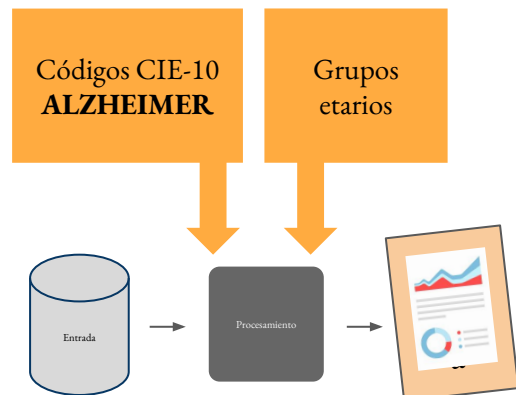 Códigos CIE-10
ALZHEIMER
Grupos
etarios
Entrada
Procesamiento